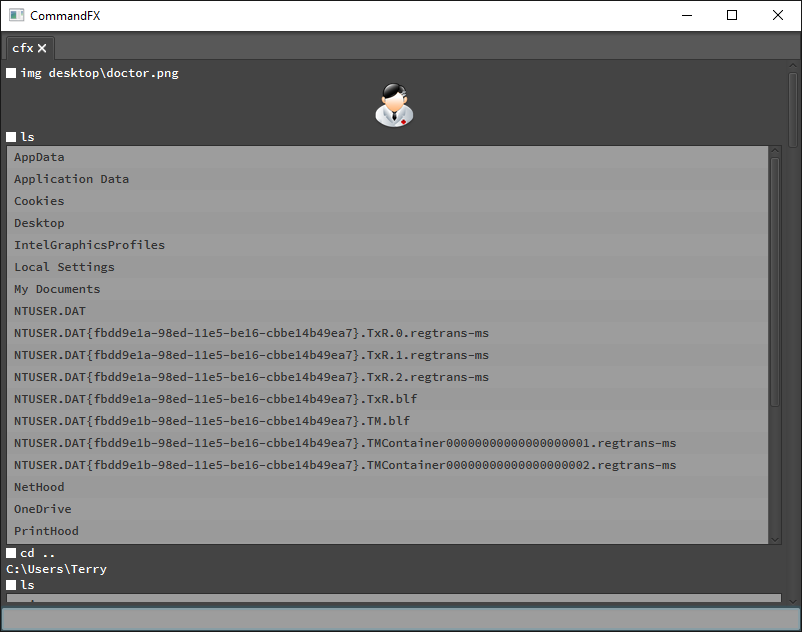 CommandFX
cfx
img desktop\doctor.png
ls
AppData
Application Data
Cookies
Desktop
IntelGraphicsProfiles
Local Settings
My Documents
NTUSER.DAT
NTUSER.DAT{fbdd9e1a-98ed-11e5-be16-cbbe14b49ea7}.TxR.0.regtrans-ms
NTUSER.DAT{fbdd9e1a-98ed-11e5-be16-cbbe14b49ea7}.TxR.1.regtrans-ms
NTUSER.DAT{fbdd9e1a-98ed-11e5-be16-cbbe14b49ea7}.TxR.2.regtrans-ms
NTUSER.DAT{fbdd9e1a-98ed-11e5-be16-cbbe14b49ea7}.TxR.blf
NTUSER.DAT{fbdd9e1b-98ed-11e5-be16-cbbe14b49ea7}.TM.blf
NTUSER.DAT{fbdd9e1b-98ed-11e5-be16-cbbe14b49ea7}.TMContainer00000000000000000001.regtrans-ms
NTUSER.DAT{fbdd9e1b-98ed-11e5-be16-cbbe14b49ea7}.TMContainer00000000000000000002.regtrans-ms
NetHood
OneDrive
PrintHood
cd ..
C:\Users\Terry
ls